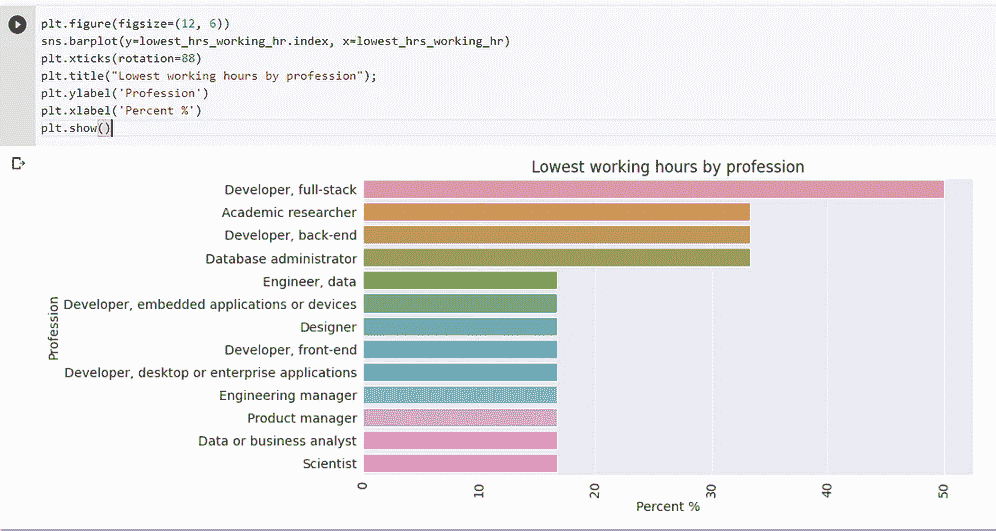 plt.figure(figsize=(12, 6))
sns.barplot(y=lowest_hrs_working_hr.index, x=lowest_hrs_working_hr)
plt.xticks(rotation=88)
plt.title("Lowest working hours by profession");
plt.ylabel('Profession')
plt.xlabel('Percent %')
plt.show()
Lowest working hours by profession
Developer, full-stack
Academic researcher
Developer, back-end
Database administrator
Engineer, data
Developer, embedded applications or devices
Designer
Developer, front-end
Developer, desktop or enterprise applications
Engineering manager
Product manager
Data or business analyst
Scientist
Profession
0 10 20 30 40 50
Percent %